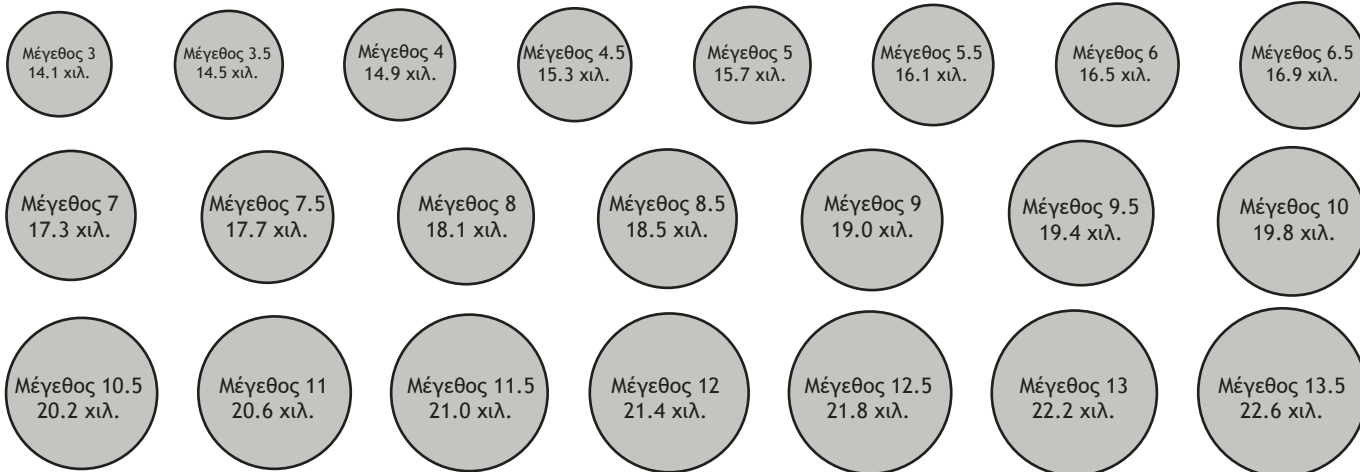 Μέγεθος 3
14.1 χιλ.
Μέγεθος 3.5
14.5 χιλ.
Μέγεθος 4
14.9 χιλ.
Μέγεθος 4.5
15.3 χιλ.
Μέγεθος 5
15.7 χιλ.
Μέγεθος 5.5
16.1 χιλ.
Μέγεθος 6
16.5 χιλ.
Μέγεθος 6.5
16.9 χιλ.
Μέγεθος 7
17.3 χιλ.
Μέγεθος 7.5
17.7 χιλ.
Μέγεθος 8
18.1 χιλ.
Μέγεθος 8.5
18.5 χιλ.
Μέγεθος 9
19.0 χιλ.
Μέγεθος 9.5
19.4 χιλ.
Μέγεθος 10
19.8 χιλ.
Μέγεθος 10.5
20.2 χιλ.
Μέγεθος 11
20.6 χιλ.
Μέγεθος 11.5
21.0 χιλ.
Μέγεθος 12
21.4 χιλ.
Μέγεθος 12.5
21.8 χιλ.
Μέγεθος 13
22.2 χιλ.
Μέγεθος 13.5
22.6 χιλ.